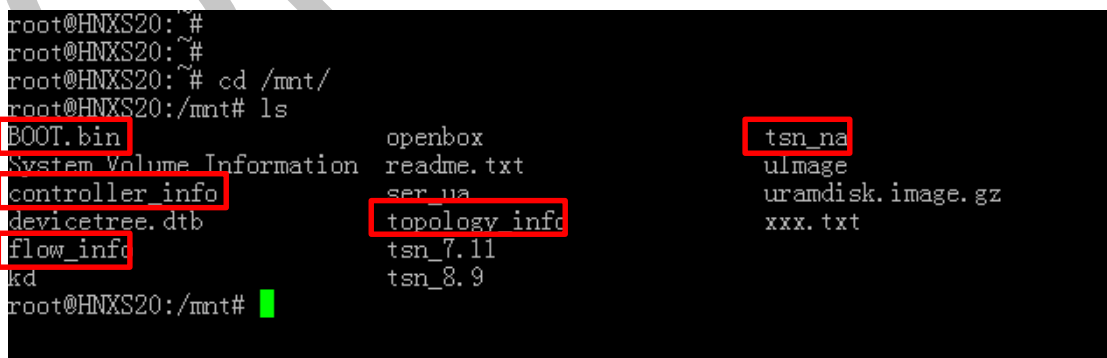 root@HNXS20:~#
root@HNXS20:~#
root@HNXS20:~# cd /mnt/
root@HNXS20:/mnt# ls
BOOT.bin openbox tsn_na
System Volume Information readme.txt uImage
controller_info ser_ua uramdisk.image.gz
devicetree.dtb topology_info xxx.txt
flow_info tsn_7.11
kd tsn_8.9
root@HNXS20:/mnt#